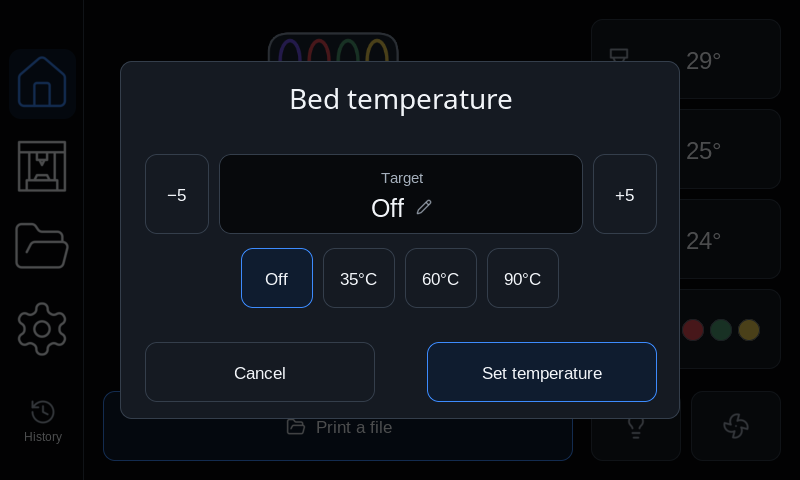 29°
Bed temperature
−5
Target
Off
+5
25°
24°
Off
35°C
60°C
90°C
Cancel
Set temperature
History
Print a file